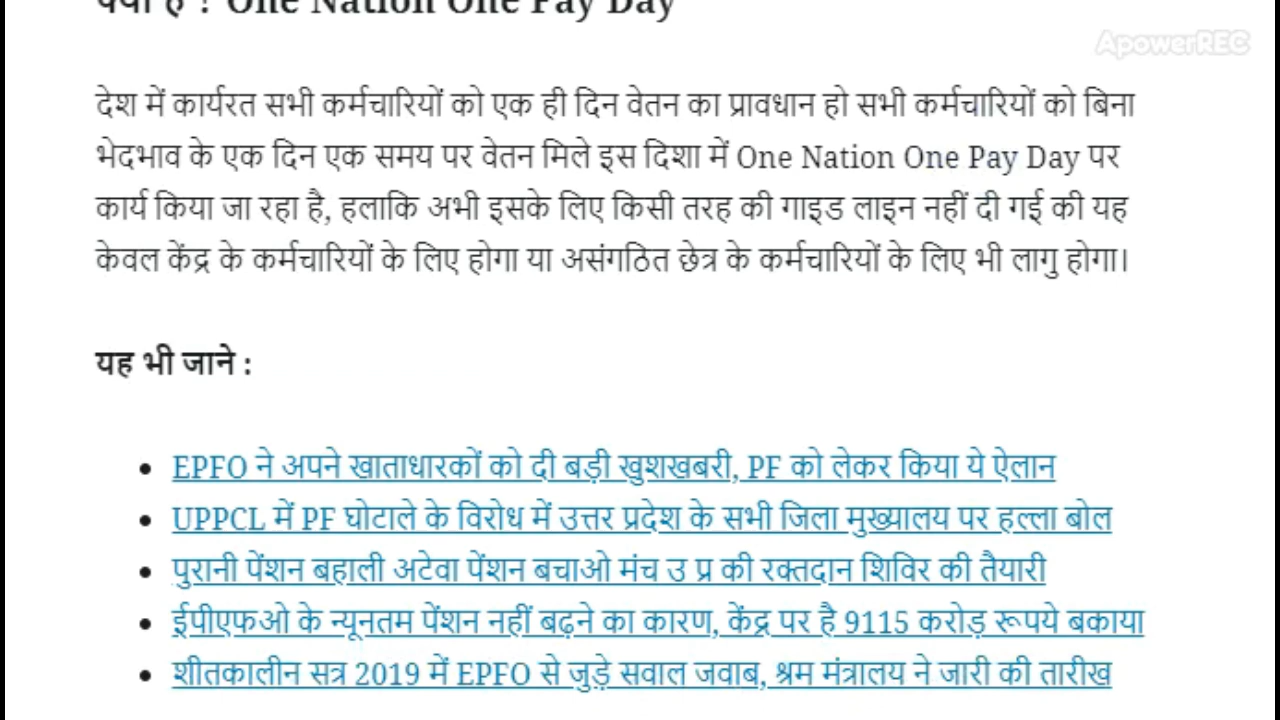 क्या है ? One Nation One Pay Day
ApowerREC
देश में कार्यरत सभी कर्मचारियों को एक ही दिन वेतन का प्रावधान हो सभी कर्मचारियों को बिना
भेदभाव के एक दिन एक समय पर वेतन मिले इस दिशा में One Nation One Pay Day पर
कार्य किया जा रहा है, हलाकि अभी इसके लिए किसी तरह की गाइड लाइन नहीं दी गई की यह
केवल केंद्र के कर्मचारियों के लिए होगा या असंगठित छेत्र के कर्मचारियों के लिए भी लागु होगा।
यह भी जाने :
EPFO ने अपने खाताधारकों को दी बड़ी खुशखबरी, PF को लेकर किया ये ऐलान
UPPCL में PF घोटाले के विरोध में उत्तर प्रदेश के सभी जिला मुख्यालय पर हल्ला बोल
पुरानी पेंशन बहाली अटेवा पेंशन बचाओ मंच उ प्र की रक्तदान शिविर की तैयारी
ईपीएफओ के न्यूनतम पेंशन नहीं बढ़ने का कारण, केंद्र पर है 9115 करोड़ रूपये बकाया
शीतकालीन सत्र 2019 में EPFO से जुड़े सवाल जवाब, श्रम मंत्रालय ने जारी की तारीख